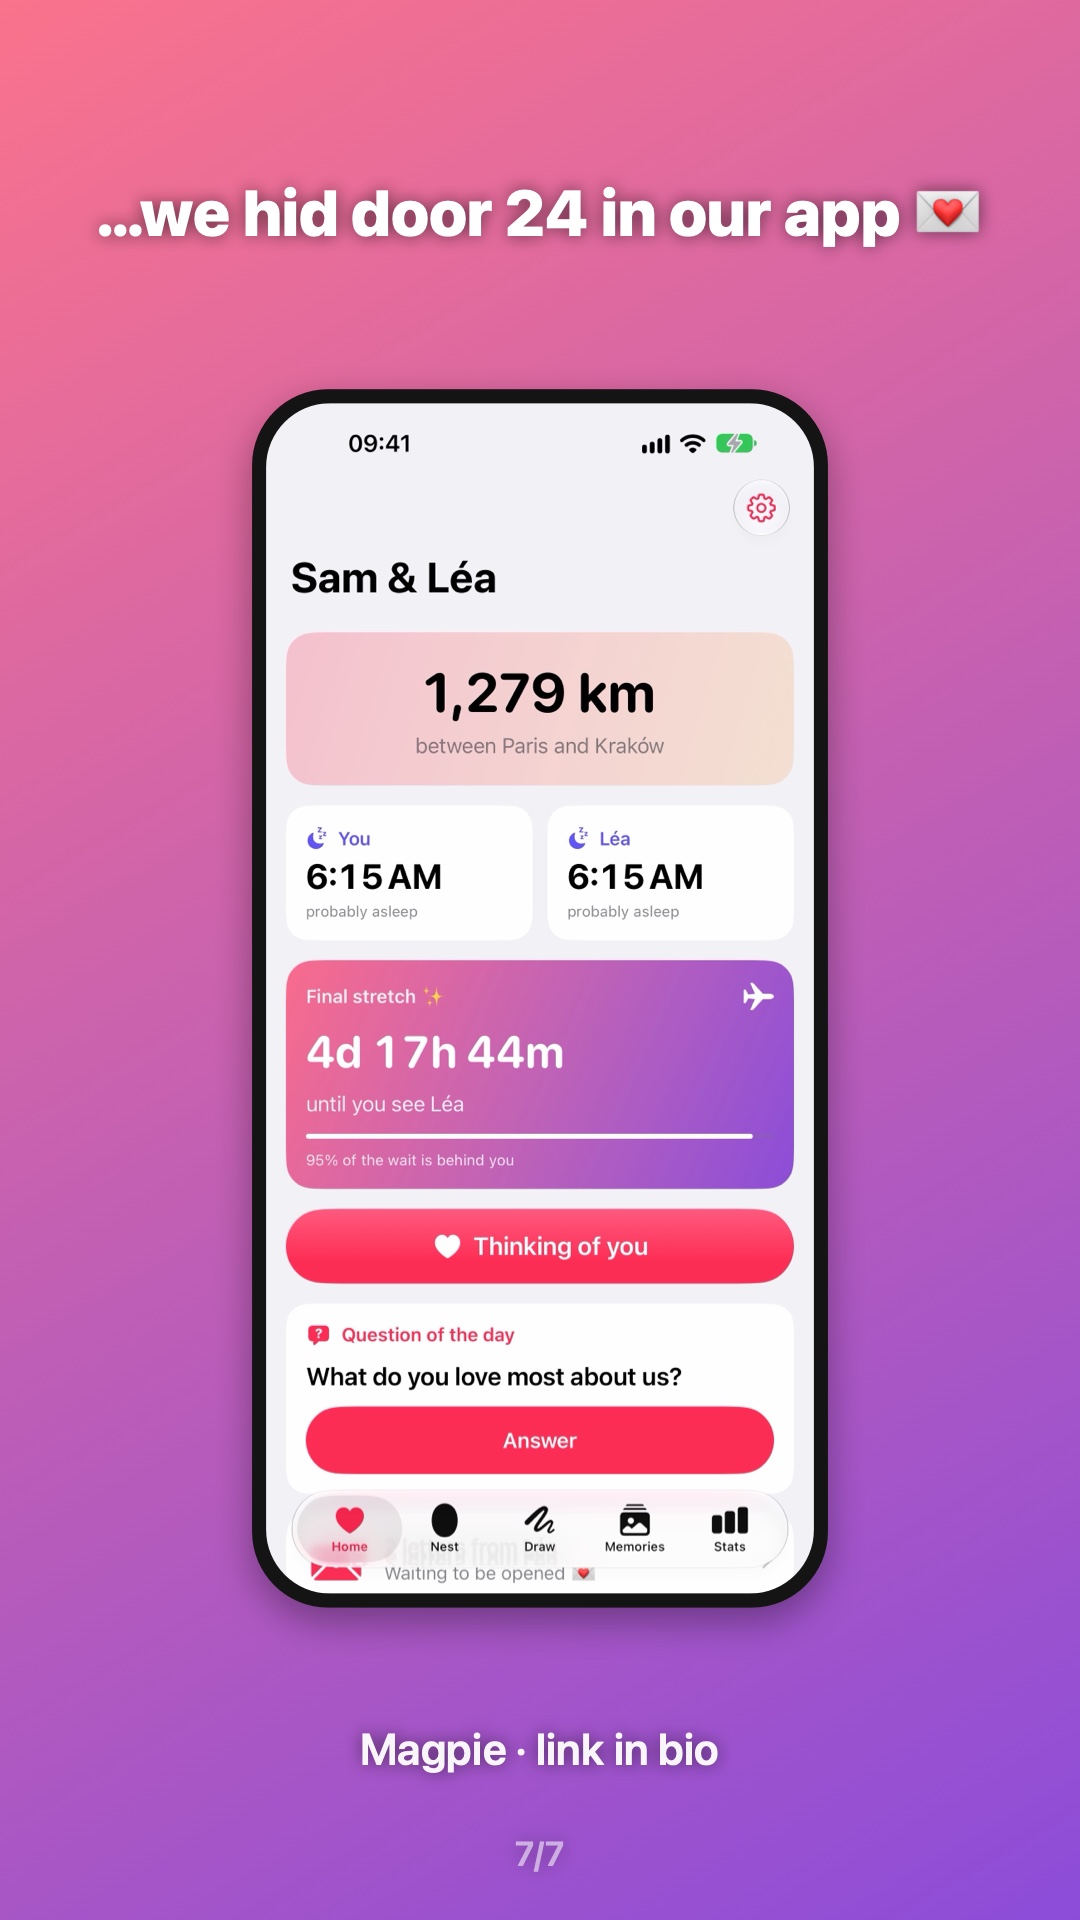 ...we hid door 24 in our app 💌
09:41
Sam & Léa
1,279 km
between Paris and Kraków
You
6:15 AM
probably asleep
Léa
6:15 AM
probably asleep
Final stretch ✨
4d 17h 44m
until you see Léa
95% of the wait is behind you
Thinking of you
Question of the day
What do you love most about us?
Answer
Home
Nest
Draw
Memories
Stats
Waiting to be opened 💌
Magpie · link in bio
7/7